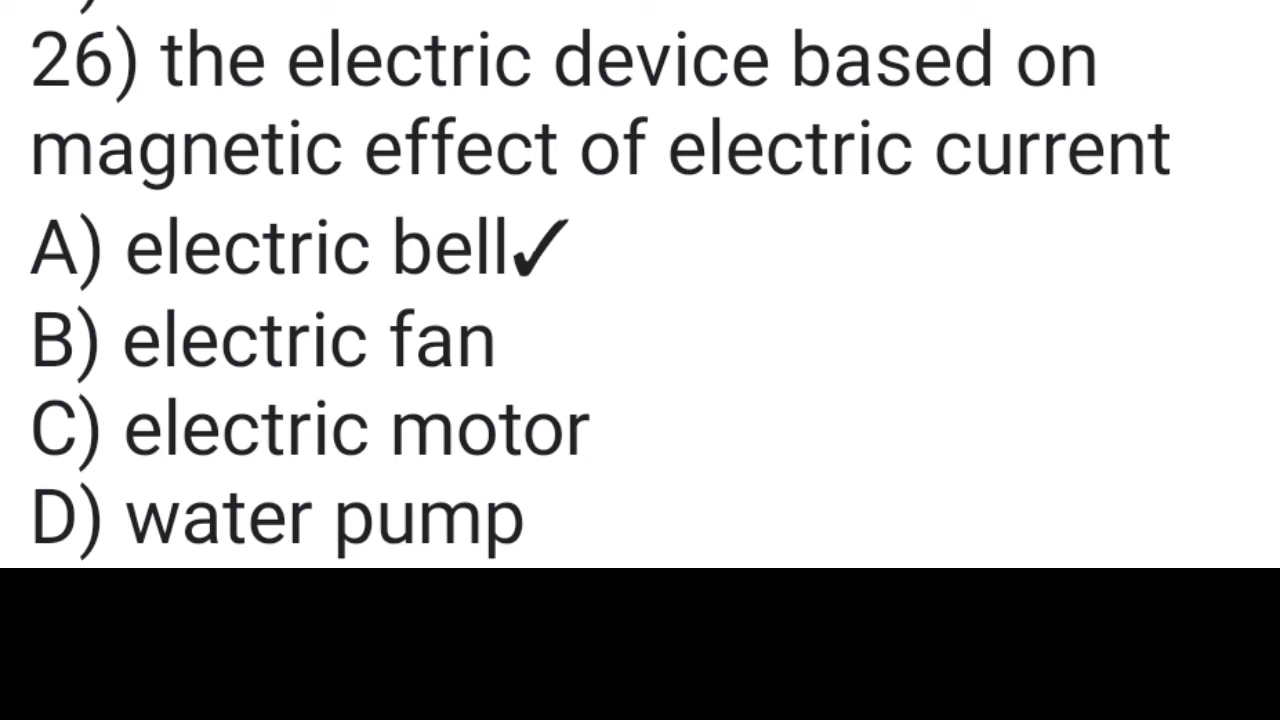 26) the electric device based on
magnetic effect of electric current
A) electric bell✓
B) electric fan
C) electric motor
D) water pump